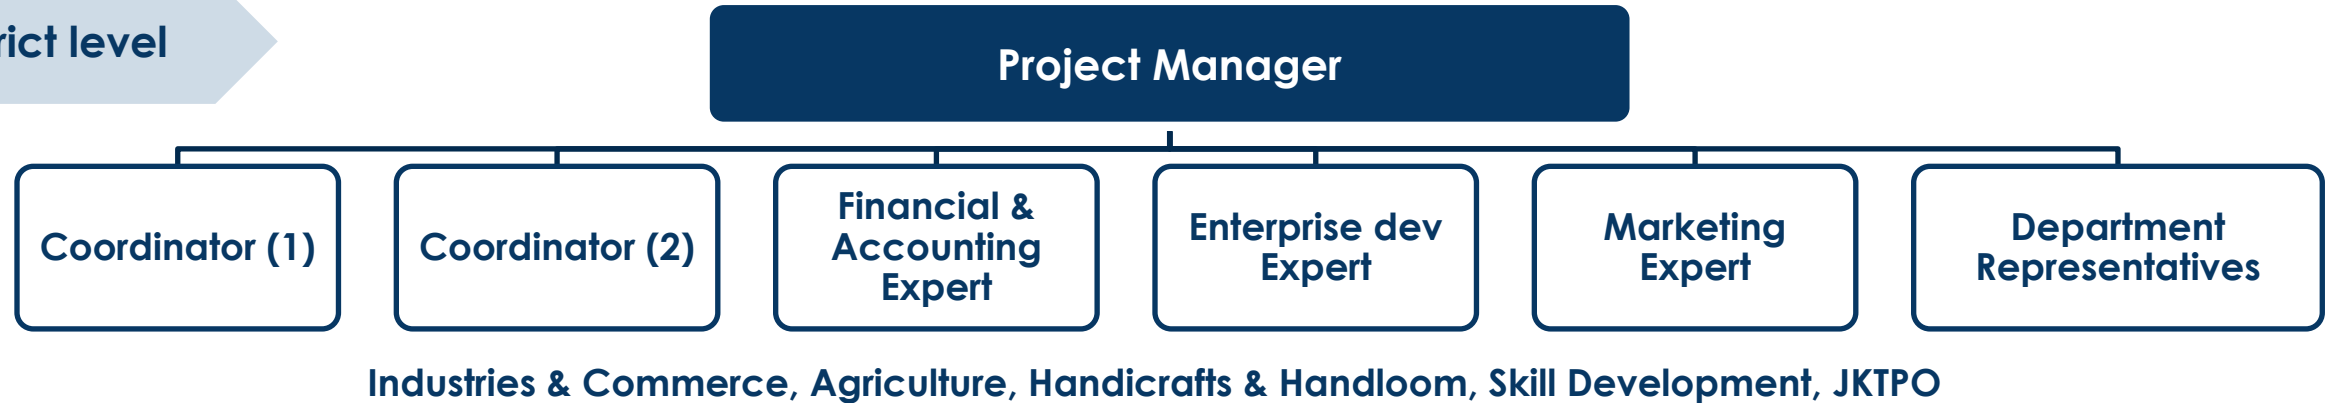 rict level
Project Manager
Coordinator (1)
Coordinator (2)
Financial &
Accounting
Expert
Enterprise dev
Expert
Marketing
Expert
Department
Representatives
Industries & Commerce, Agriculture, Handicrafts & Handloom, Skill Development, JKTPO